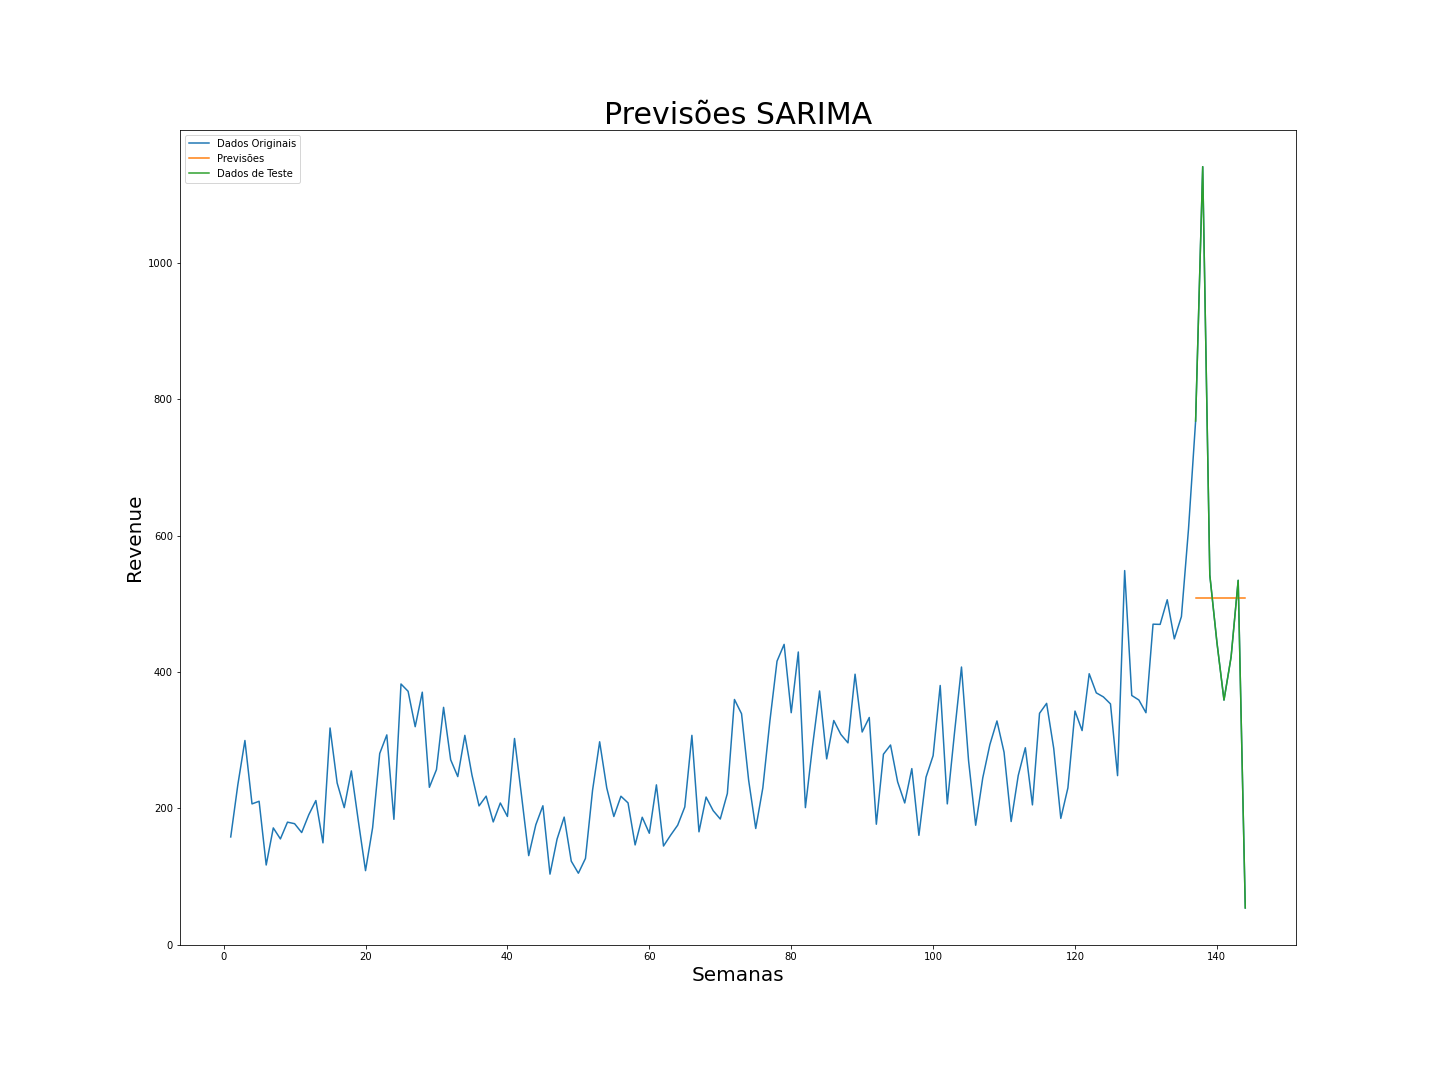 Previsões SARIMA
Dados Originais
Previsões
Dados de Teste
1000
800
600
400
200
0
Revenue
0 20 40 60 80 100 120 140
Semanas